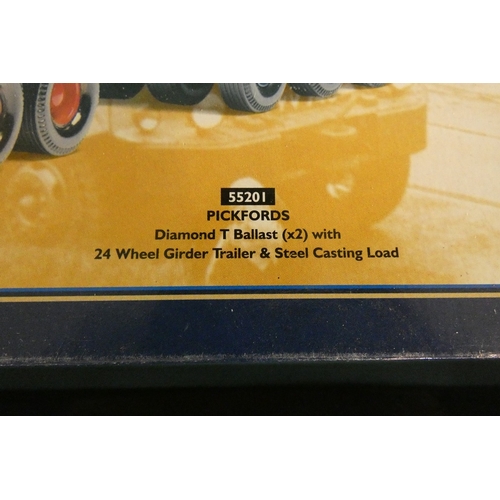 55201
PICKFORDS
Diamond T Ballast (x2) with
24 Wheel Girder Trailer & Steel Casting Load